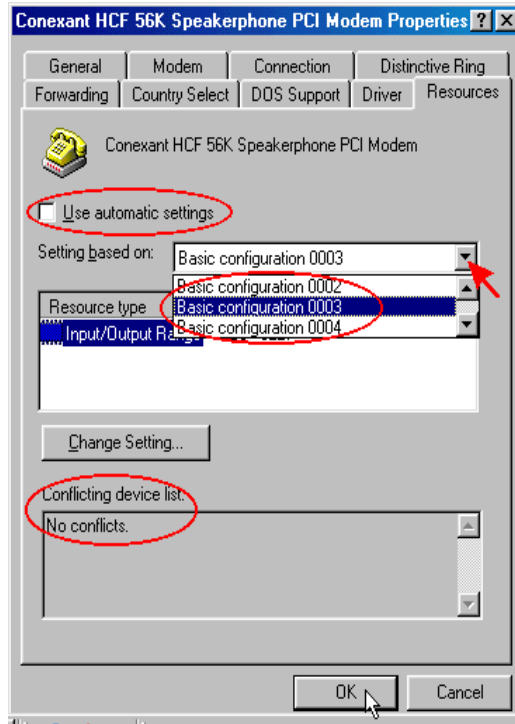 Conexant HCF 56K Speakerphone PCI Modem Properties ? X
General Modem Connection Distinctive Ring
Forwarding Country Select DOS Support Driver Resources
Conexant HCF 56K Speakerphone PCI Modem
Use automatic settings
Setting based on: Basic configuration 0003
Basic configuration 0002
Resource type Basic configuration 0003
Input/Output Basic configuration 0004
Change Setting...
Conflicting device list:
No conflicts.
OK Cancel